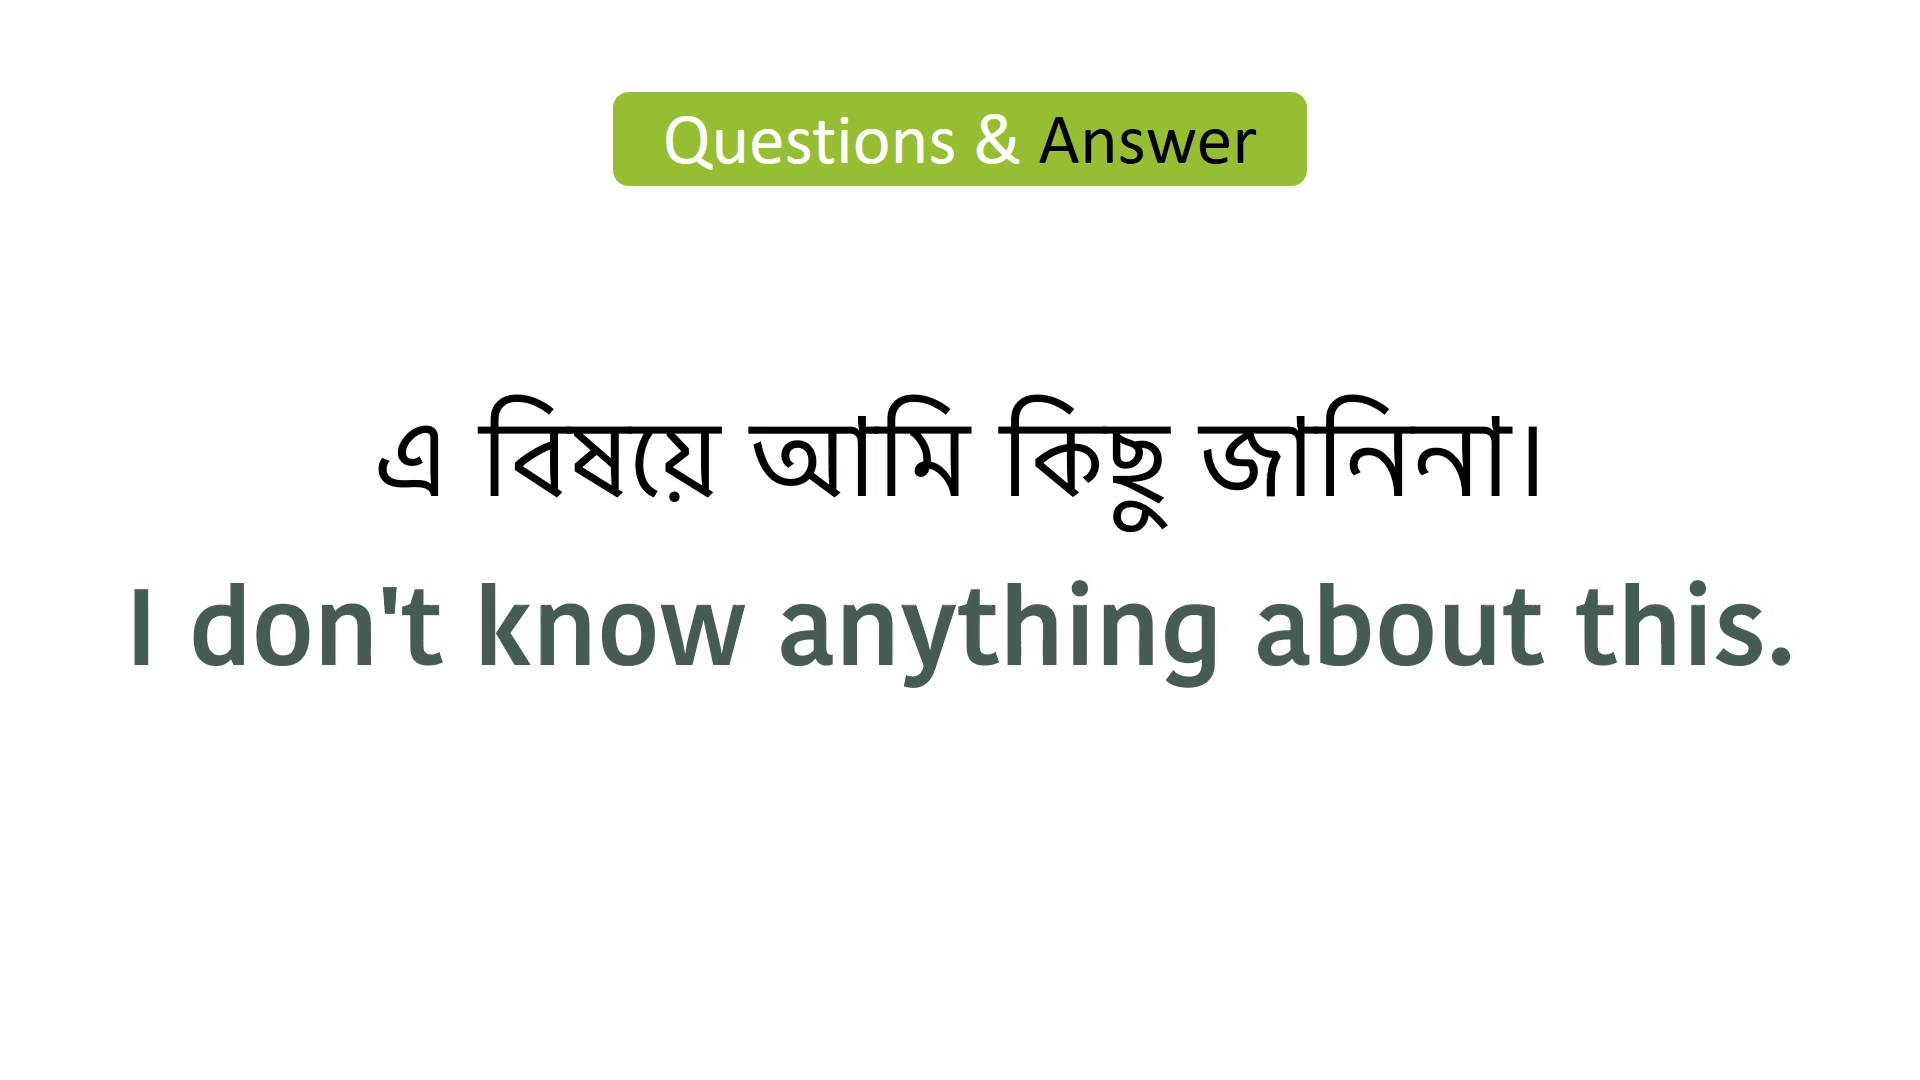 Questions & Answer
এ বিষয়ে আমি কিছু জানিনা।
I don't know anything about this.